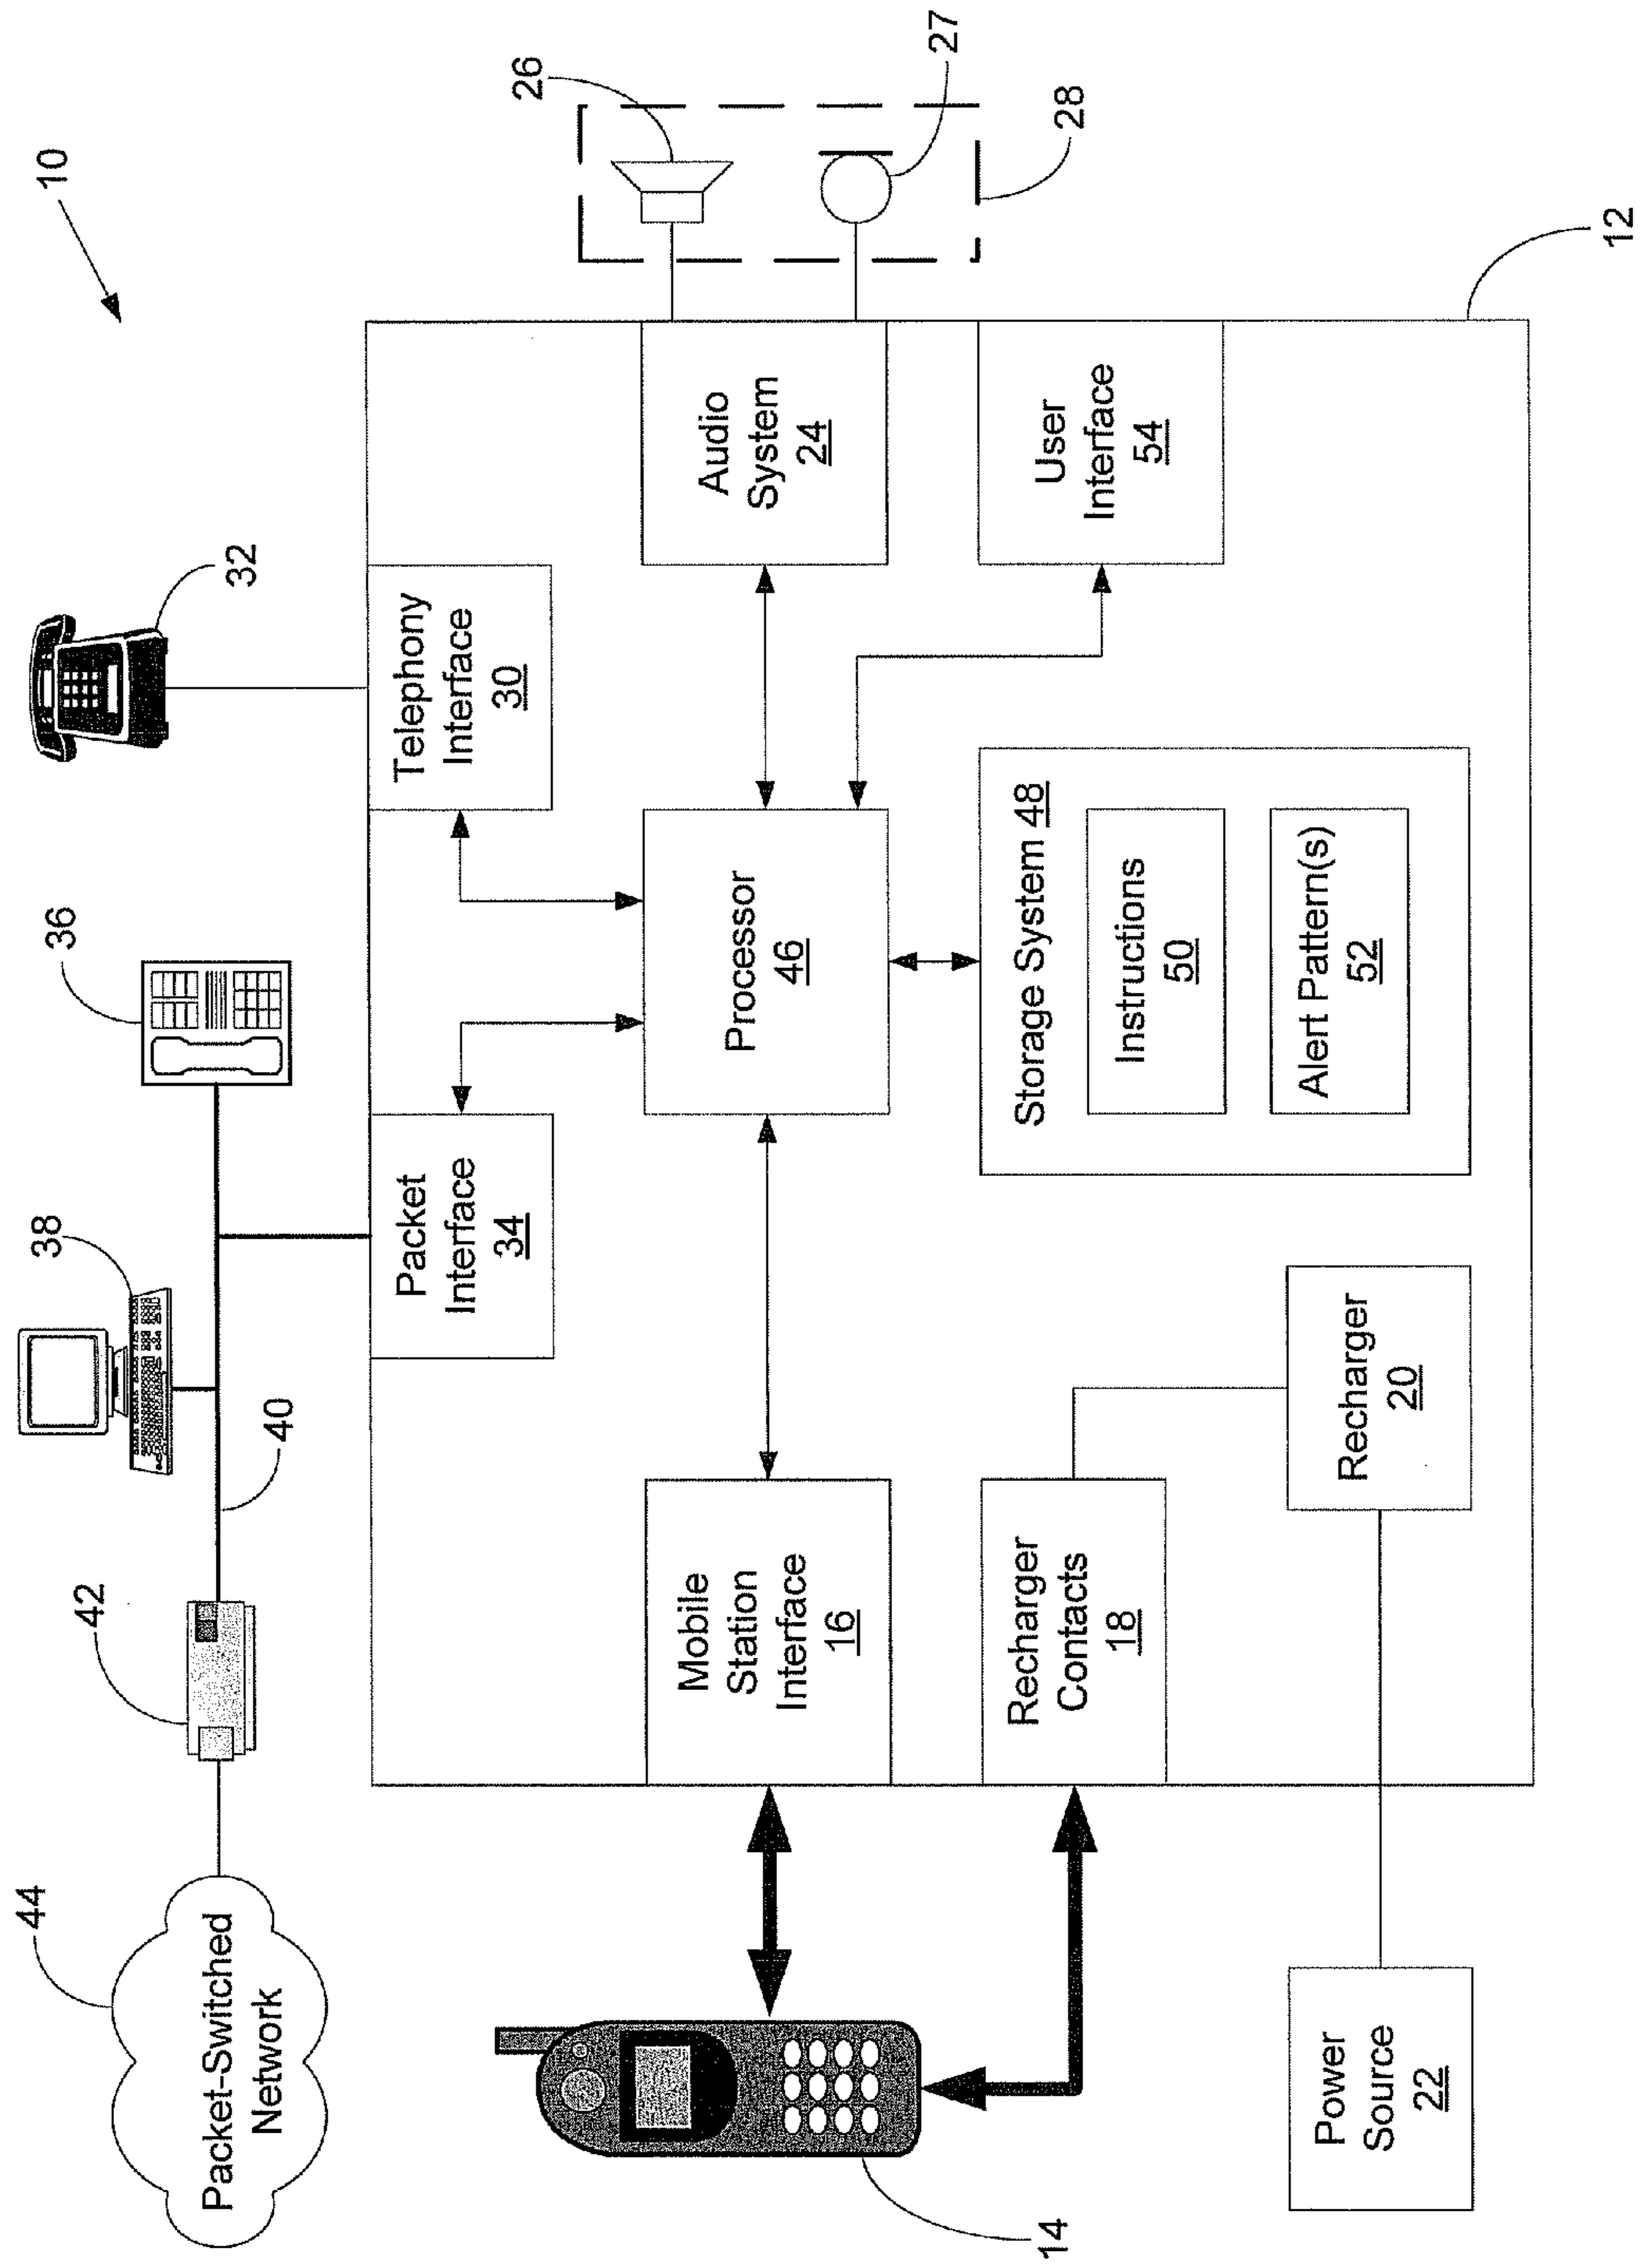 10
44
Packet-Switched
Network
42
40
38
36
32
Packet
Interface
34
Telephony
Interface
30
26
27
28
14
Mobile
Station
Interface
16
Processor
46
Audio
System
24
Recharger
Contacts
18
Storage System 48
Instructions
50
Alert Pattern(s)
52
User
Interface
54
Recharger
20
Power
Source
22
12